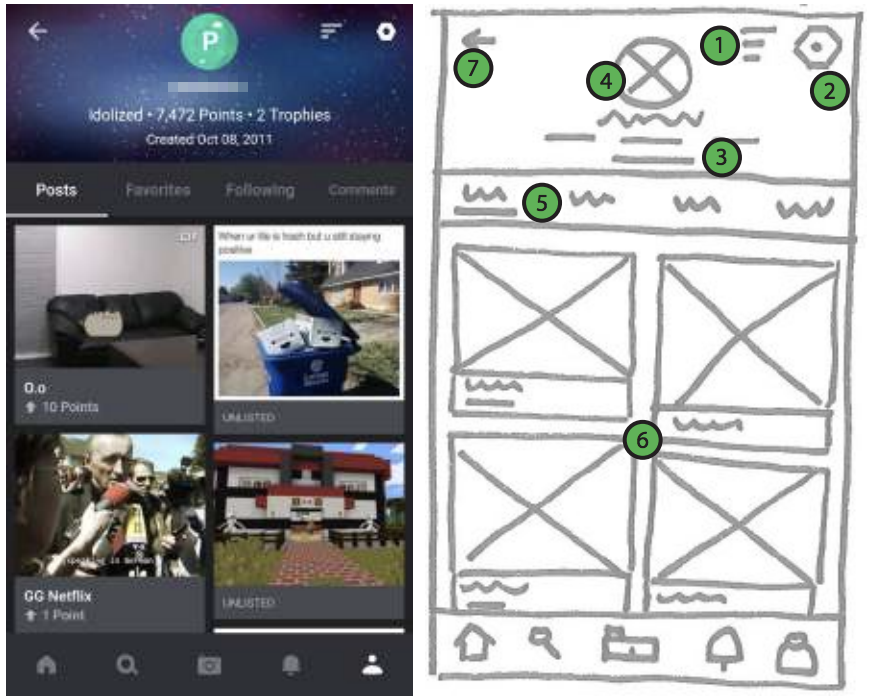 P
idolized • 7,472 Points • 2 Trophies
Created Oct 08, 2011
Posts Favorites Following Comments
When ur life is trash but u still staying
positive
O.o
10 Points
UNLISTED
GG Netflix
1 Point
UNLISTED
1
2
3
4
5
6
7